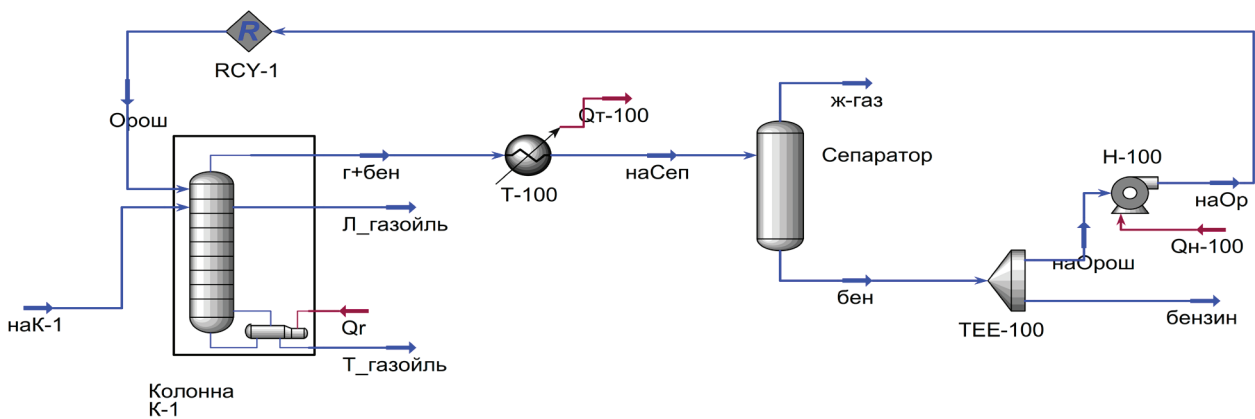 R
RCY-1
Орош
г+бен
Qт-100
Т-100
наСеп
ж-газ
Сепаратор
Н-100
наОр
Qн-100
наОрош
Л_газойль
наК-1
Qr
Т_газойль
бен
TEE-100
бензин
Колонна
К-1